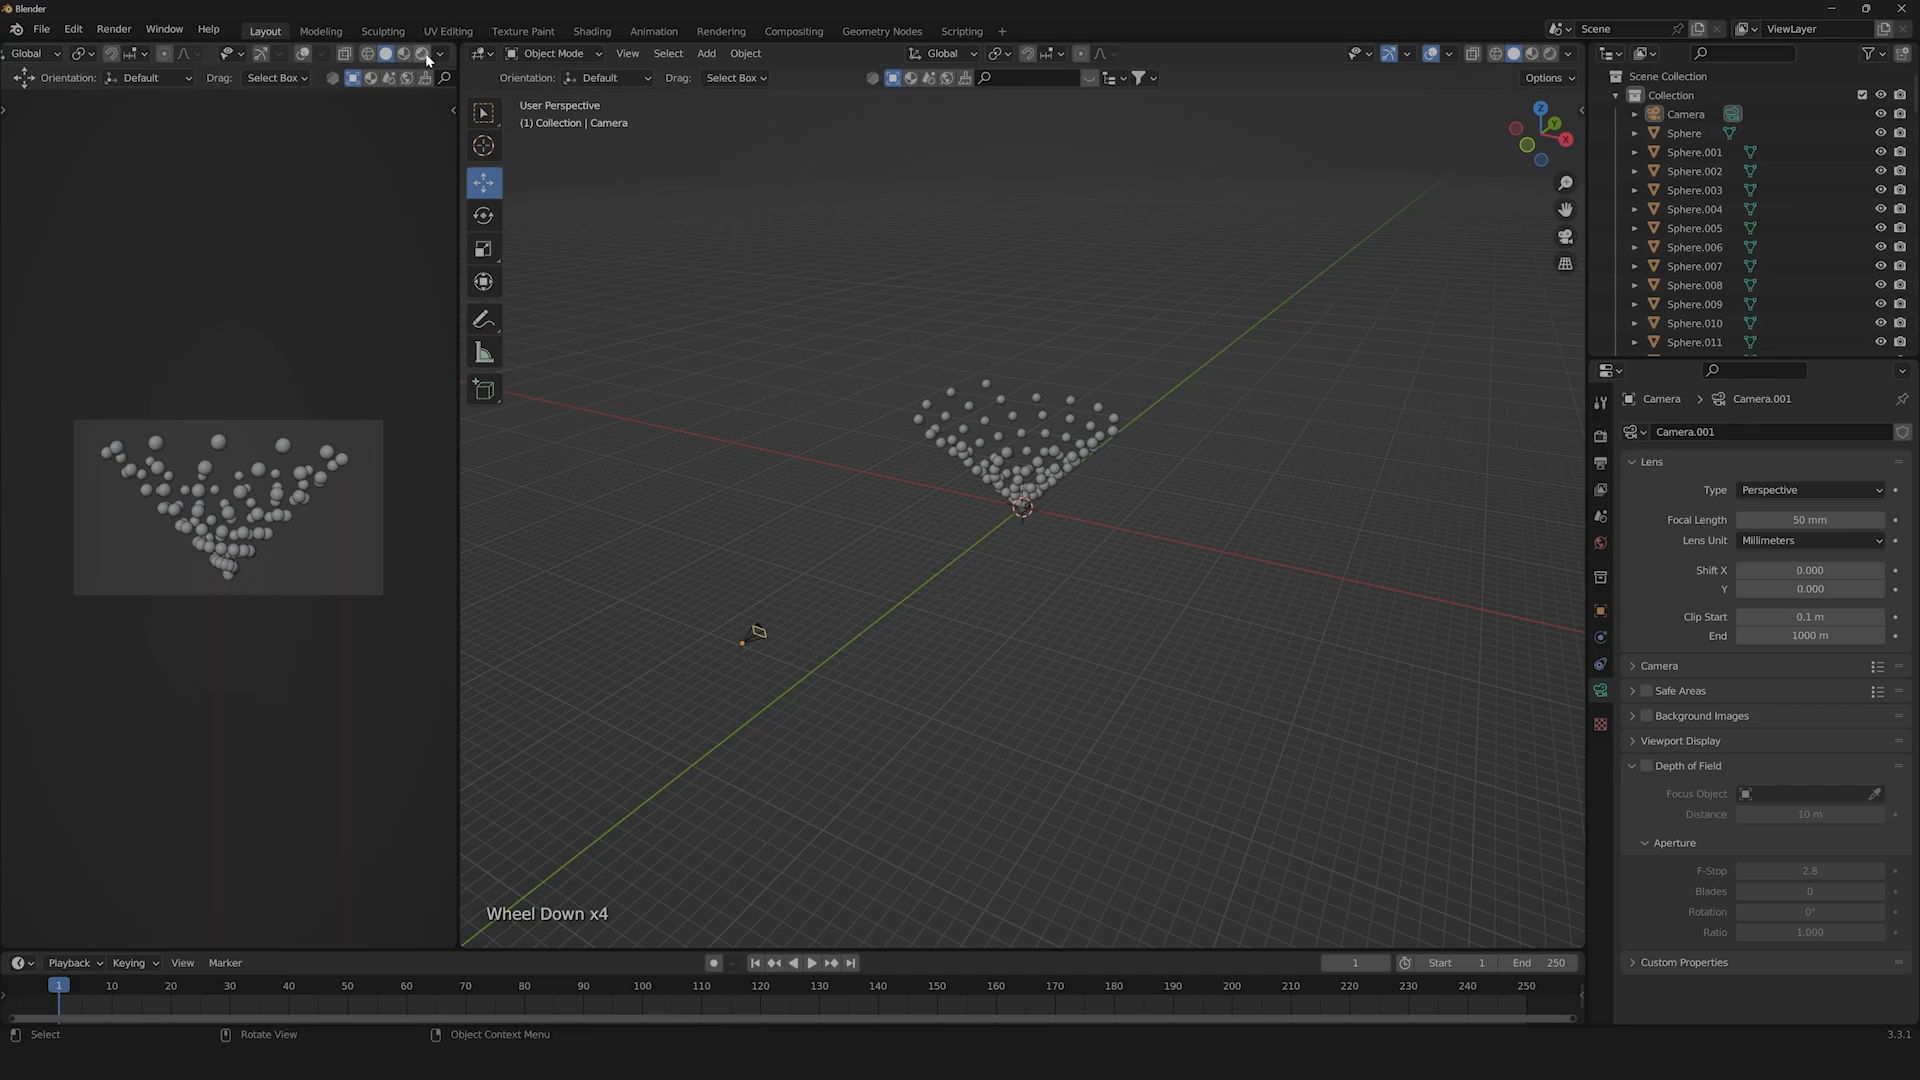 Blender
File Edit Render Window Help Layout Modeling Sculpting UV Editing Texture Paint Shading Animation Rendering Compositing Geometry Nodes Scripting + Scene ViewLayer
Global Object Mode View Select Add Object Global
Orientation: Default Drag: Select Box Orientation: Default Drag: Select Box Options
User Perspective
(1) Collection | Camera
Z
Y
X
Wheel Down x4
Scene Collection
Collection
Camera
Sphere
Sphere.001
Sphere.002
Sphere.003
Sphere.004
Sphere.005
Sphere.006
Sphere.007
Sphere.008
Sphere.009
Sphere.010
Sphere.011
Camera > Camera.001
Camera.001
Lens
Type Perspective
Focal Length 50 mm
Lens Unit Millimeters
Shift X 0.000
Y 0.000
Clip Start 0.1 m
End 1000 m
Camera
Safe Areas
Background Images
Viewport Display
Depth of Field
Focus Object
Distance 10 m
Aperture
F-Stop 2.8
Blades 0
Rotation 0°
Ratio 1.000
Custom Properties
Playback Keying View Marker 1 Start 1 End 250
1 10 20 30 40 50 60 70 80 90 100 110 120 130 140 150 160 170 180 190 200 210 220 230 240 250
Select Rotate View Object Context Menu 3.3.1